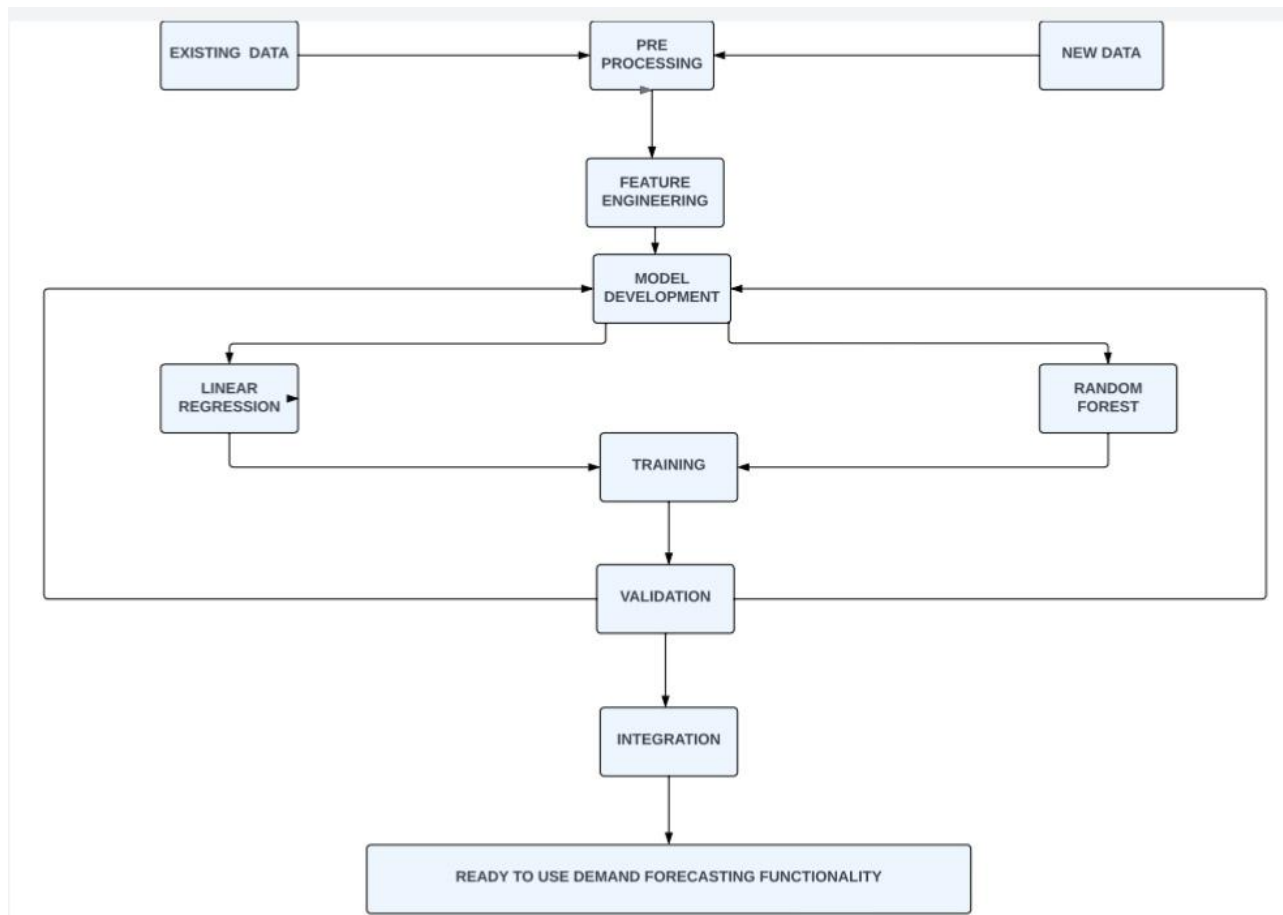 EXISTING DATA
PRE
PROCESSING
NEW DATA
FEATURE
ENGINEERING
MODEL
DEVELOPMENT
LINEAR
REGRESSION
RANDOM
FOREST
TRAINING
VALIDATION
INTEGRATION
READY TO USE DEMAND FORECASTING FUNCTIONALITY